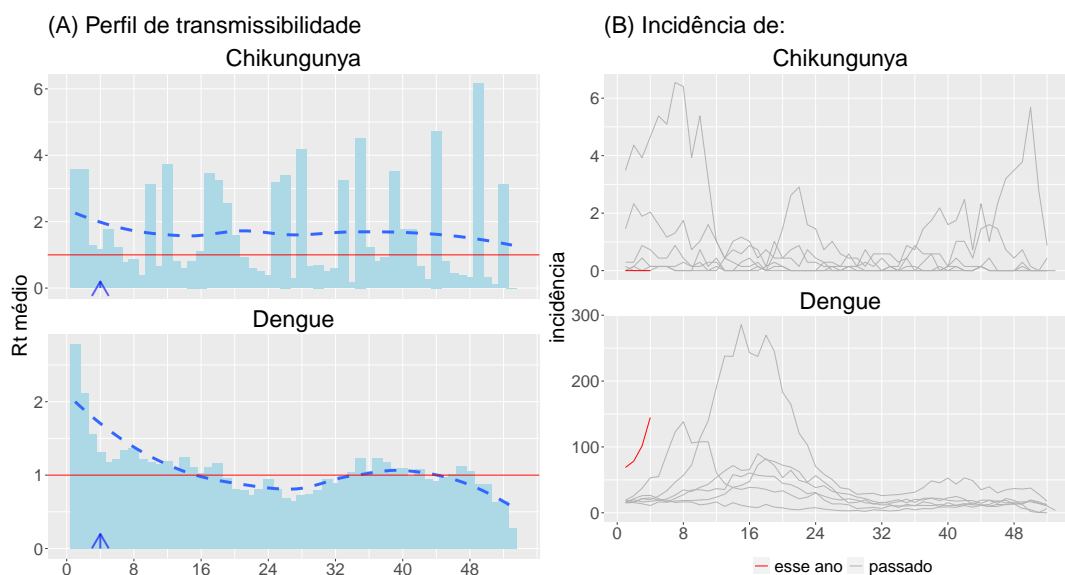 (A) Perfil de transmissibilidade
Chikungunya
6
4
2
0
Dengue
2
1
0
0 8 16 24 32 40 48
Rt médio
(B) Incidência de:
Chikungunya
6
4
2
0
Dengue
300
200
100
0
0 8 16 24 32 40 48
incidência
esse ano passado